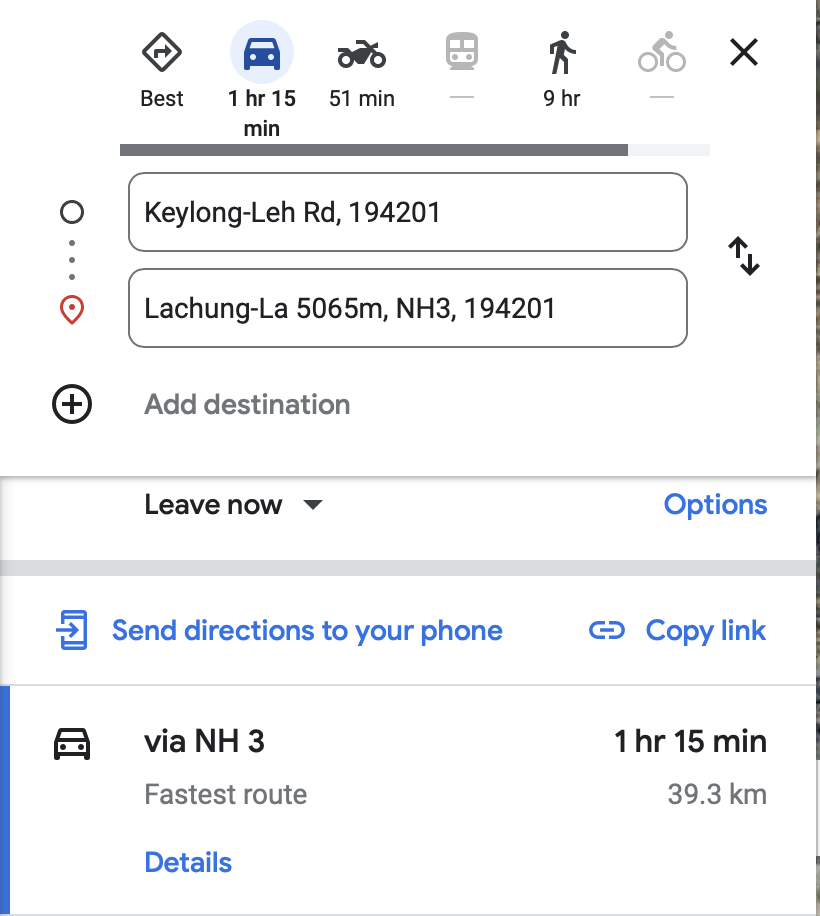 Best
1 hr 15
min
51 min
—
9 hr
—
Keylong-Leh Rd, 194201
Lachung-La 5065m, NH3, 194201
Add destination
Leave now
Options
Send directions to your phone
Copy link
via NH 3
1 hr 15 min
Fastest route
39.3 km
Details